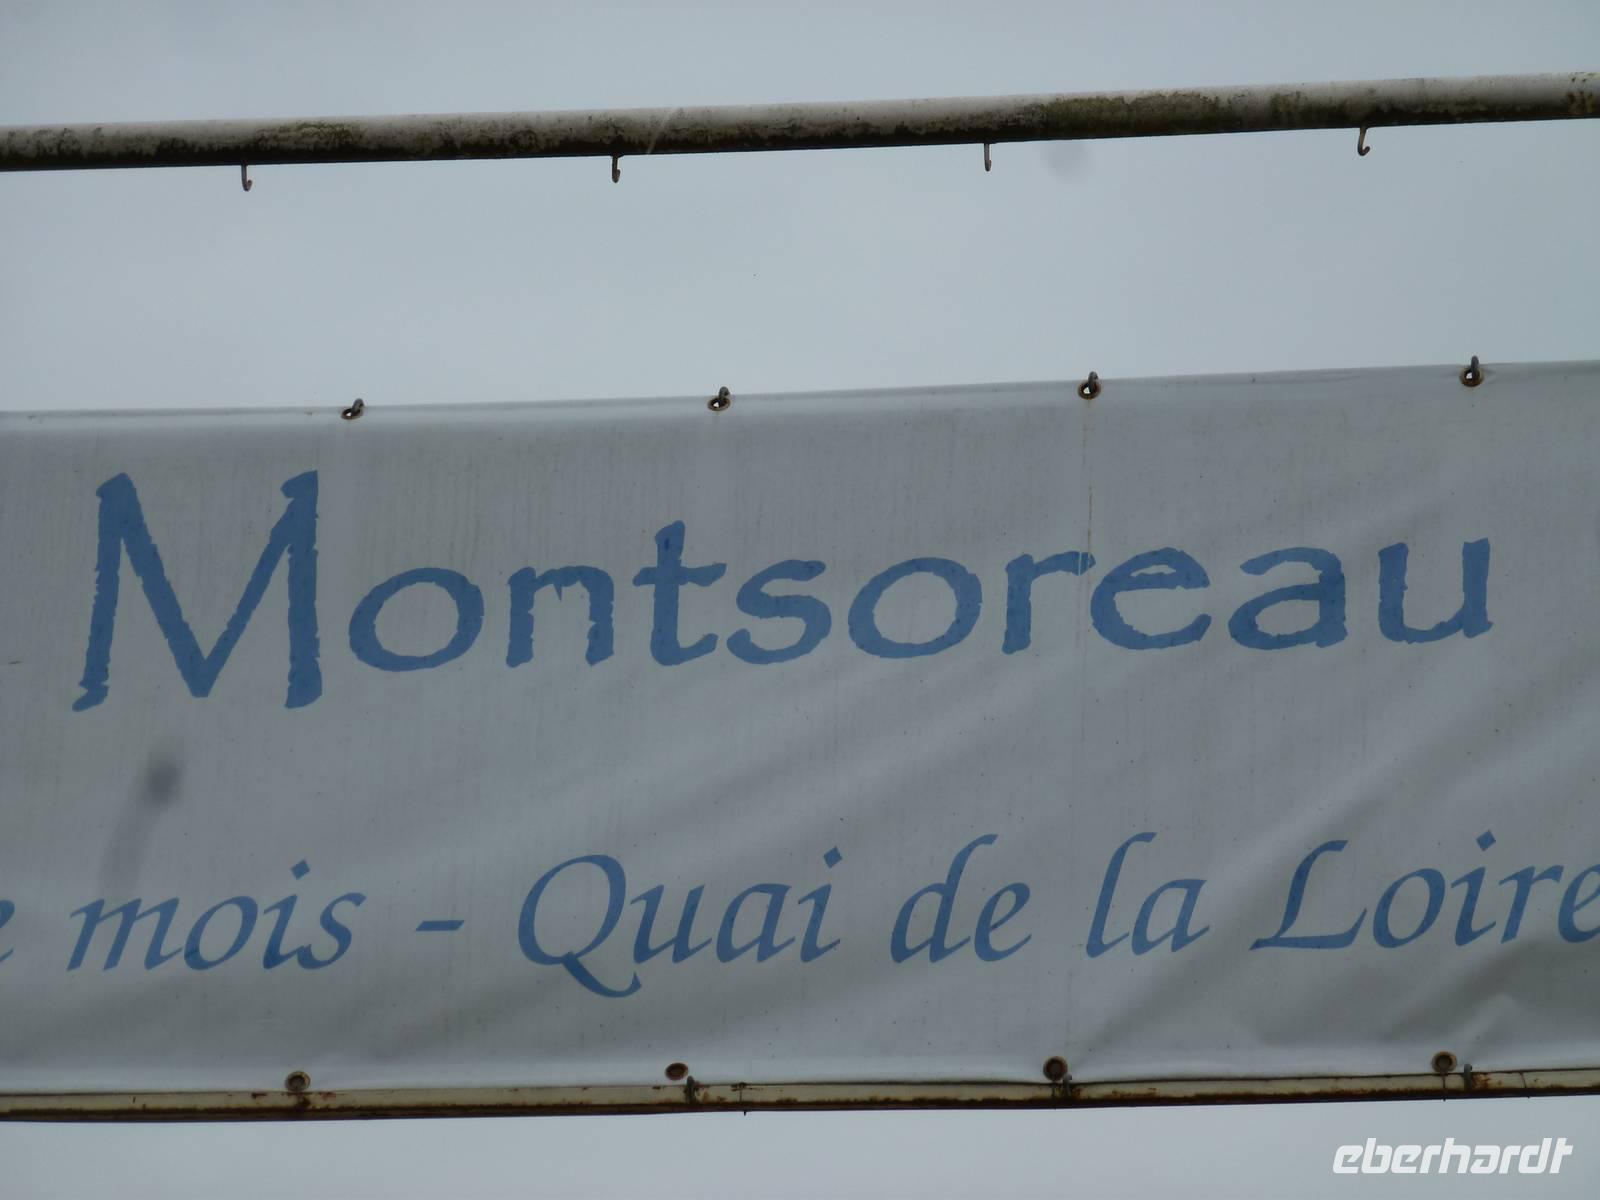 Montsoreau
e mois - Quai de la Loire
eberhardt